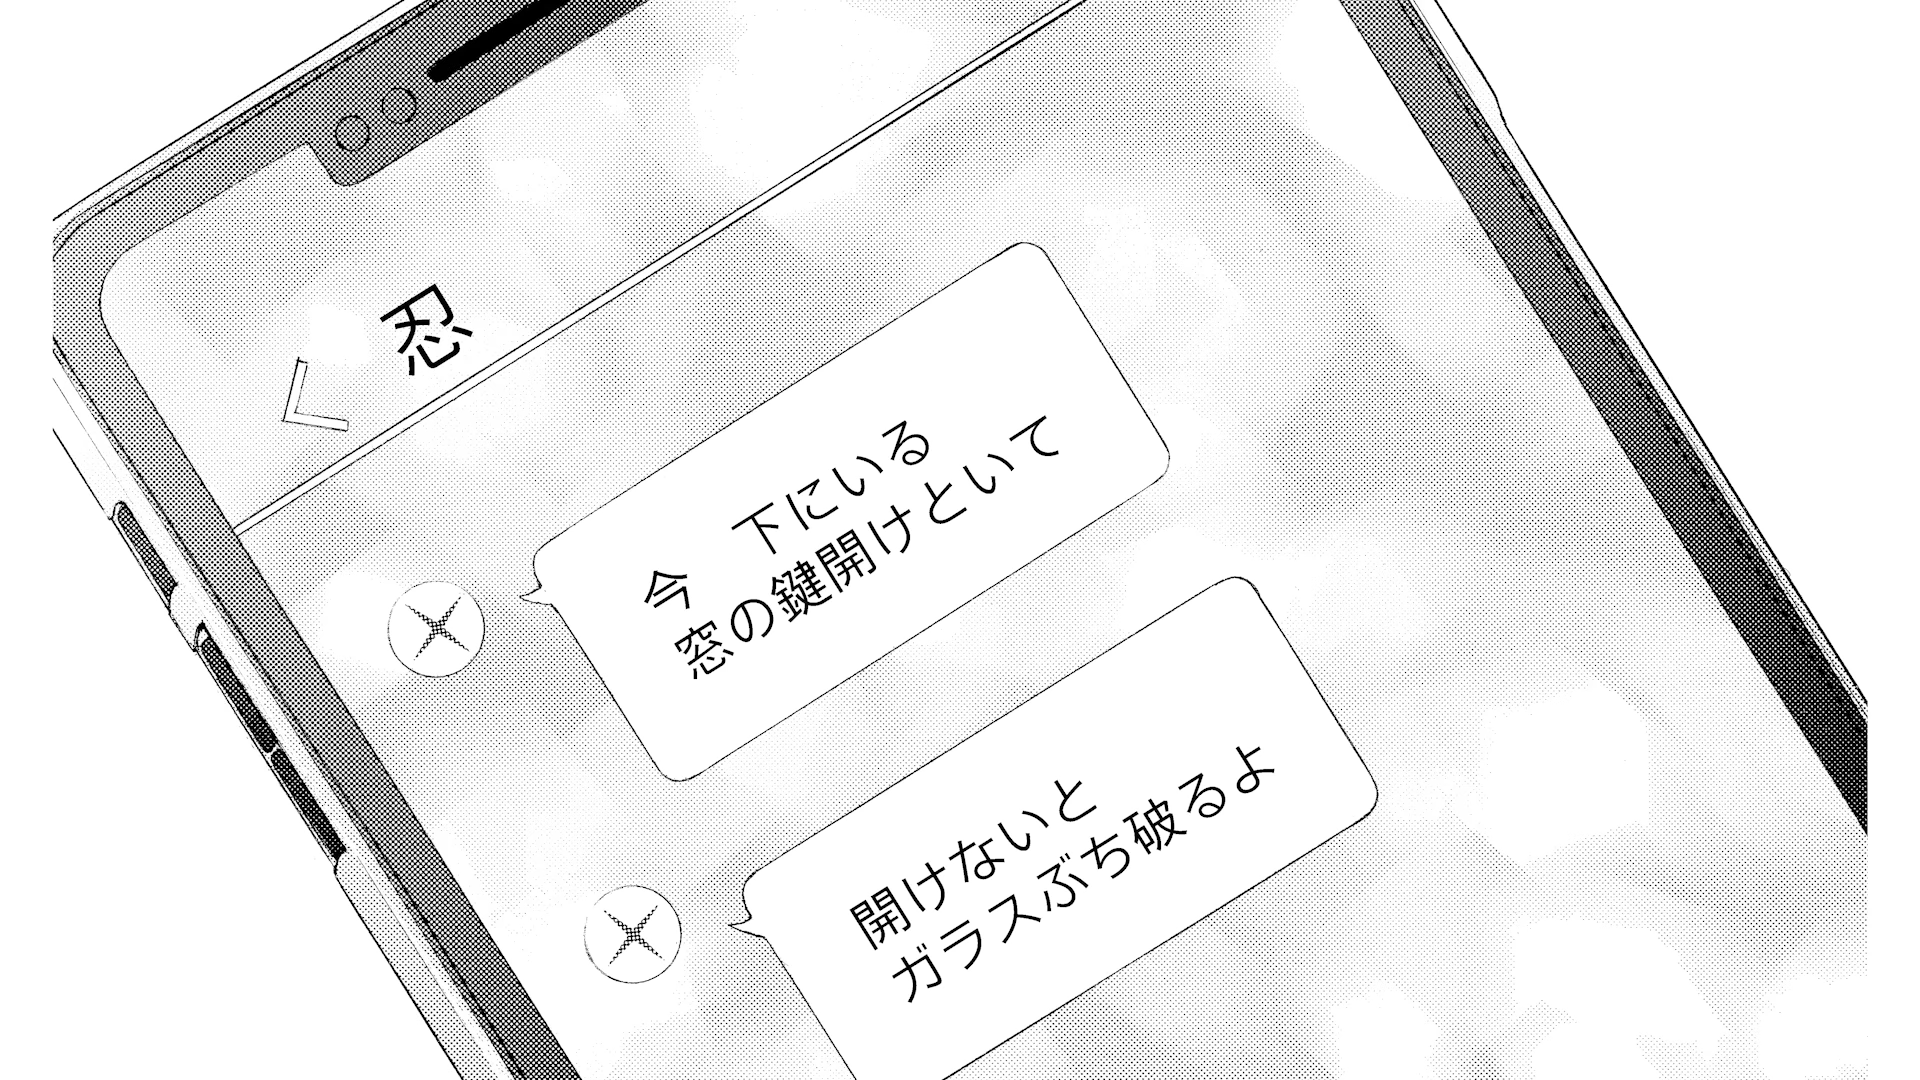 忍
今　下にいる
窓の鍵開けといて
開けないと
ガラスぶち破るよ